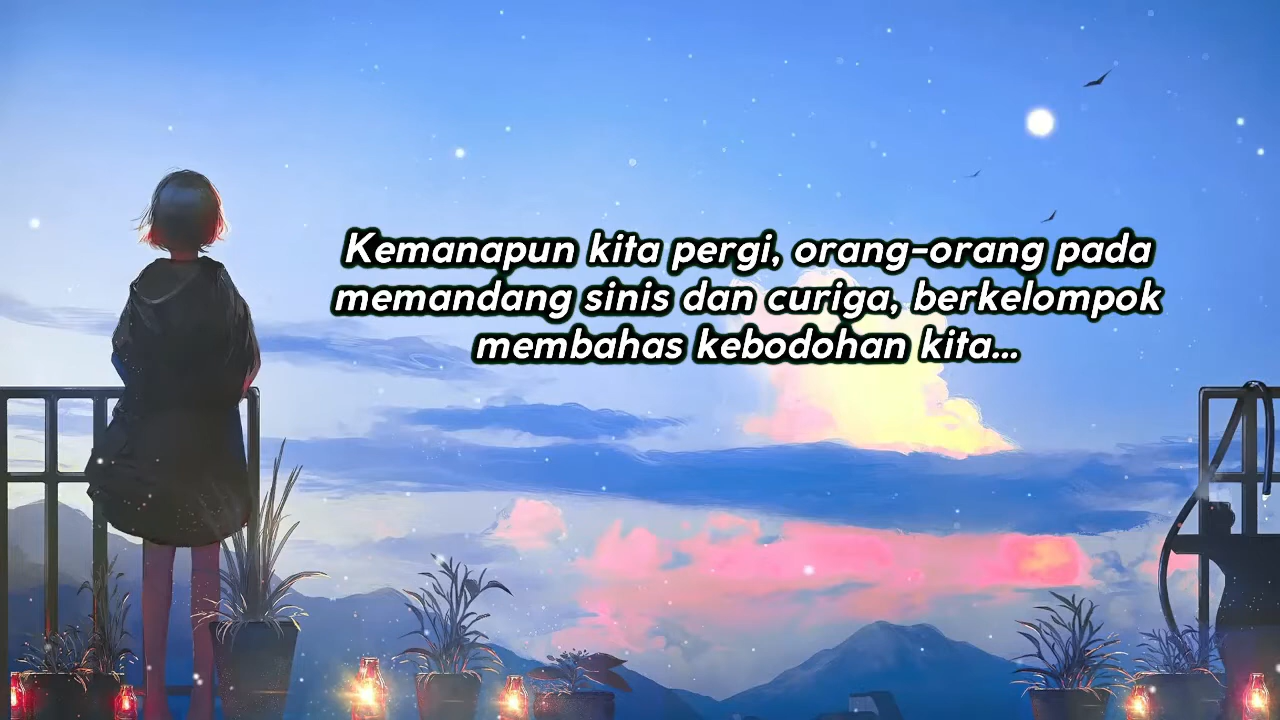 Kemanapun kita pergi, orang-orang pada
memandang sinis dan curiga, berkelompok
membahas kebodohan kita...